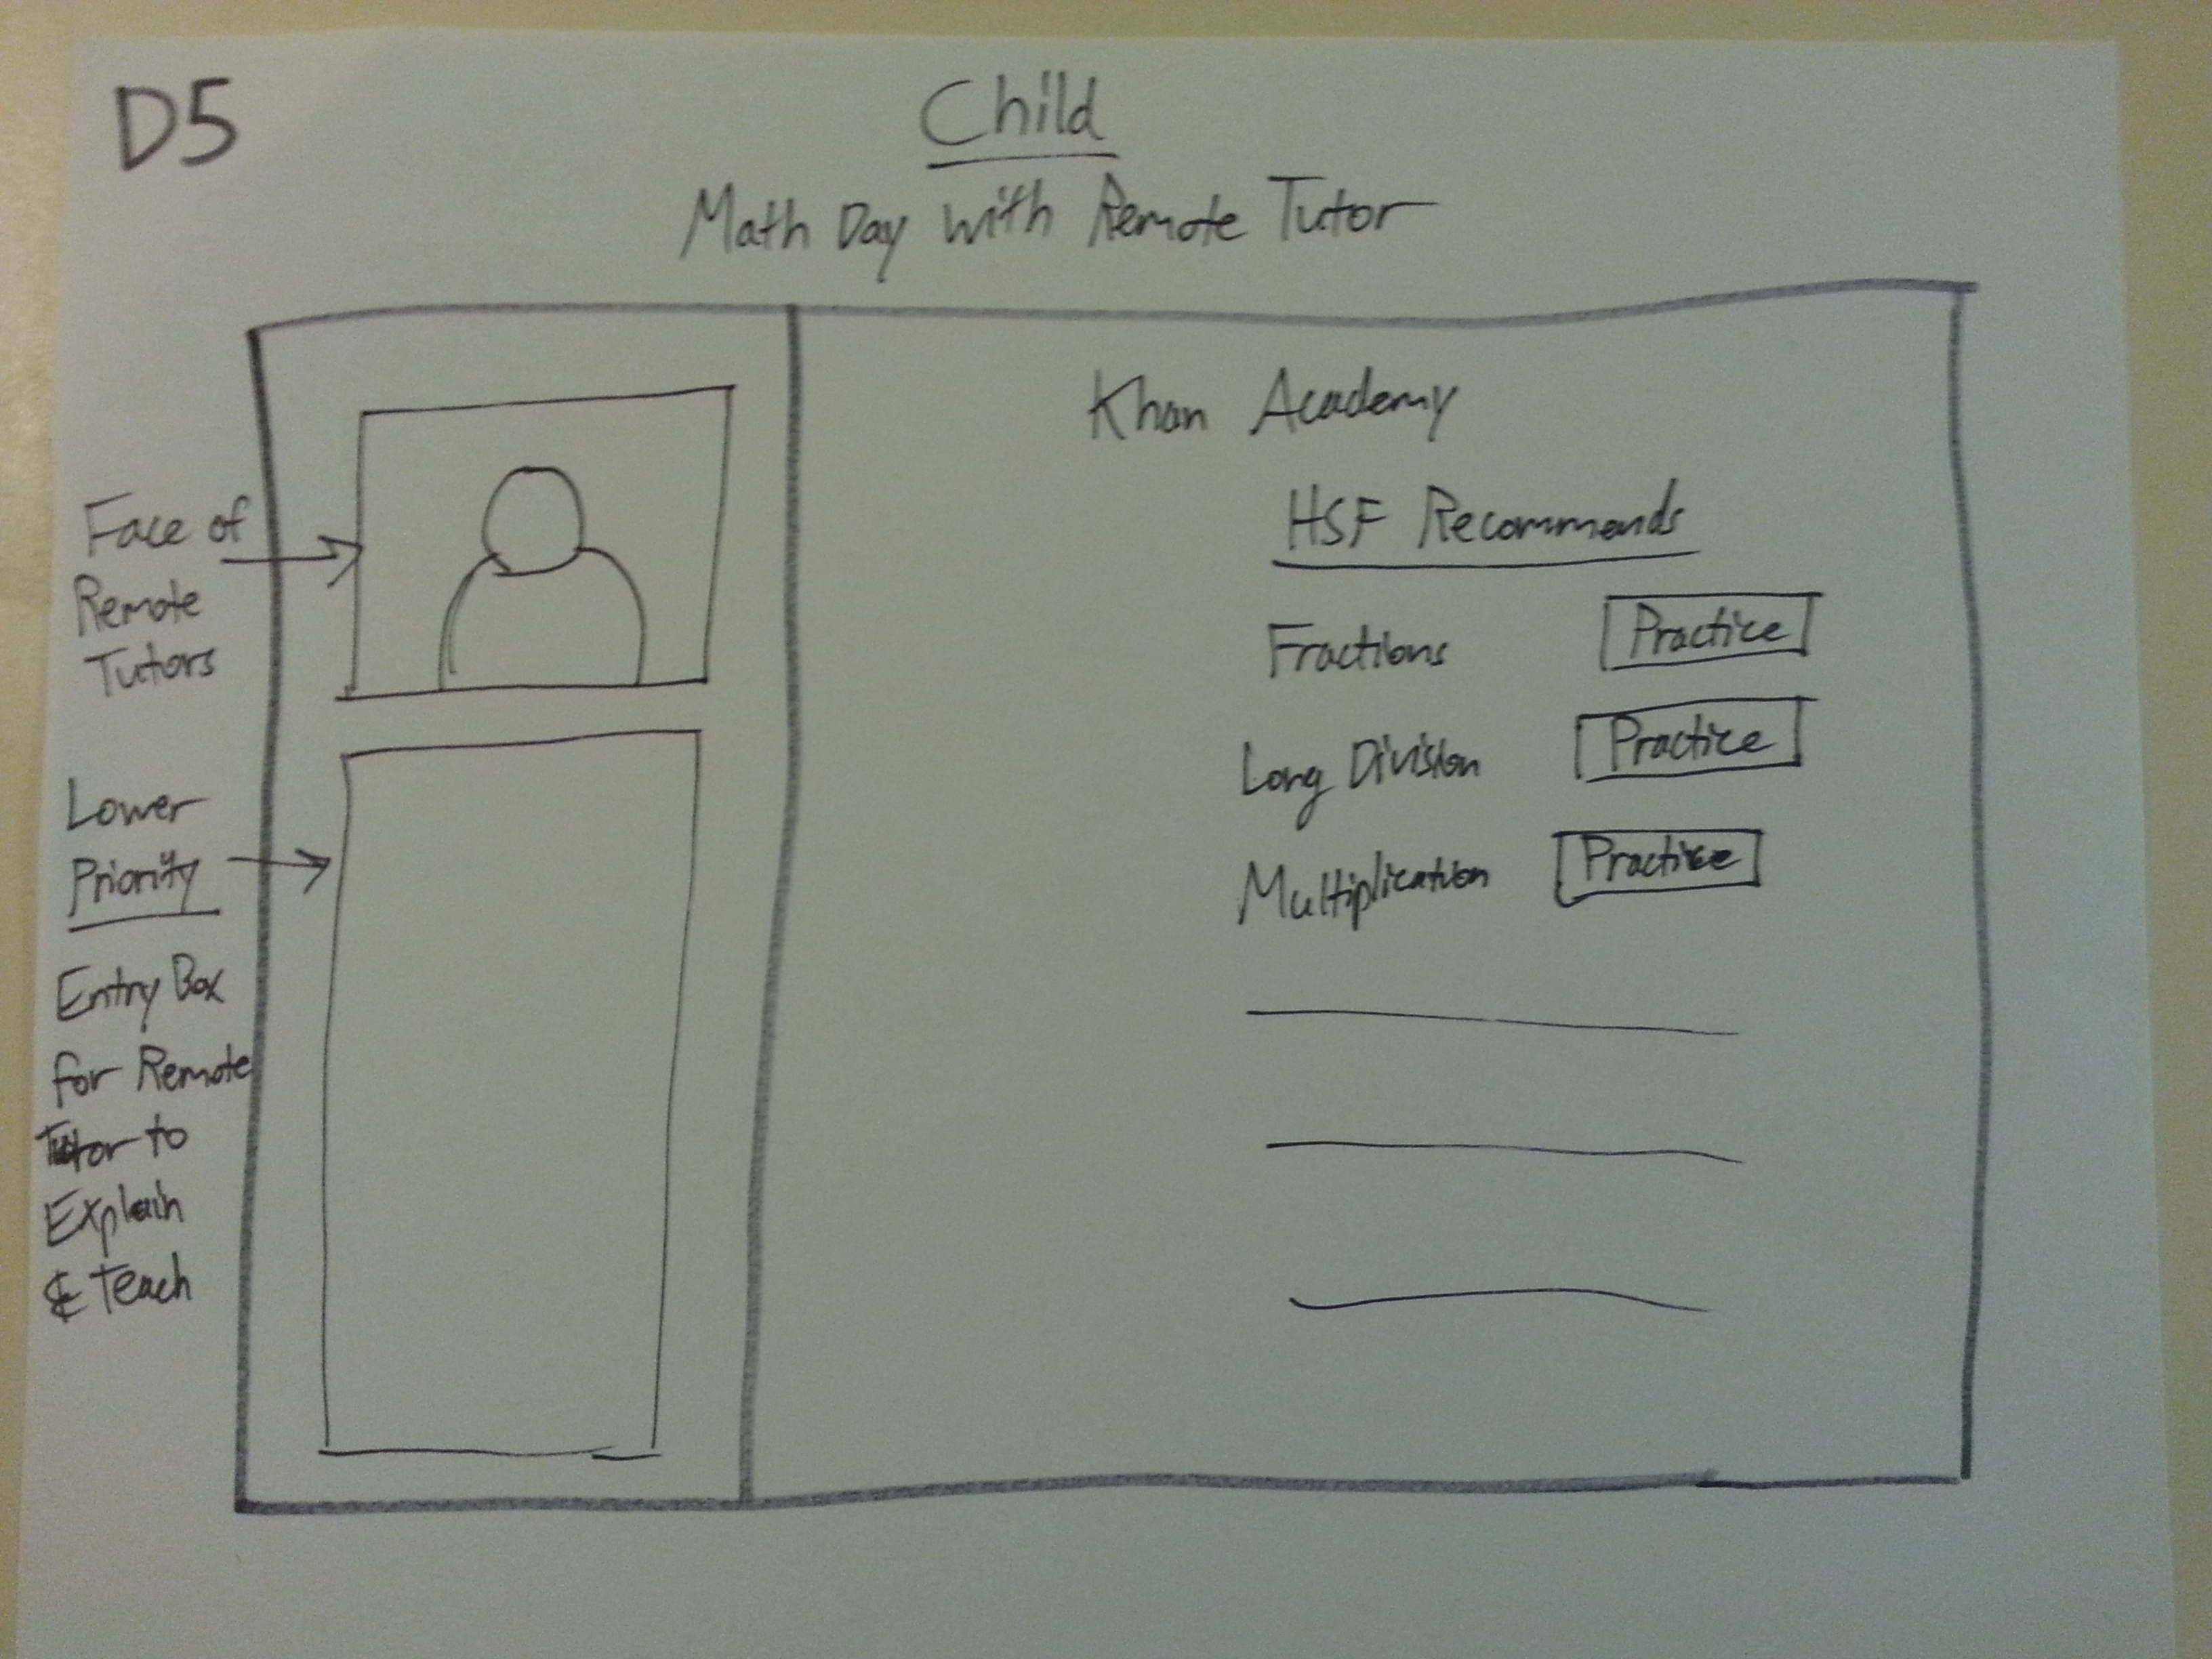 D5
Child
Math Day with Remote Tutor
Face of
Remote
Tutors
Lower
Priority
Entry Box
for Remote
Tutor to
Explain
& Teach
Khan Academy
HSF Recommends
Fractions Practice
Long Division Practice
Multiplication Practice